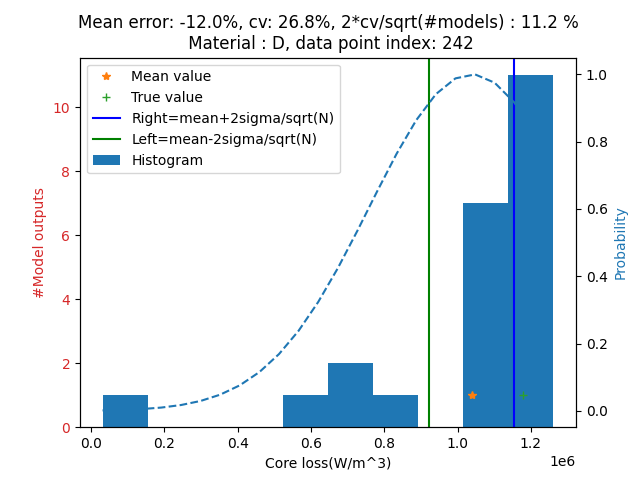 Mean error: -12.0%, cv: 26.8%, 2*cv/sqrt(#models) : 11.2 %
Material : D, data point index: 242
Mean value
True value
Right=mean+2sigma/sqrt(N)
Left=mean-2sigma/sqrt(N)
Histogram
#Model outputs
10
8
6
4
2
0
Probability
1.0
0.8
0.6
0.4
0.2
0.0
0.0 0.2 0.4 0.6 0.8 1.0 1.2
1e6
Core loss(W/m^3)